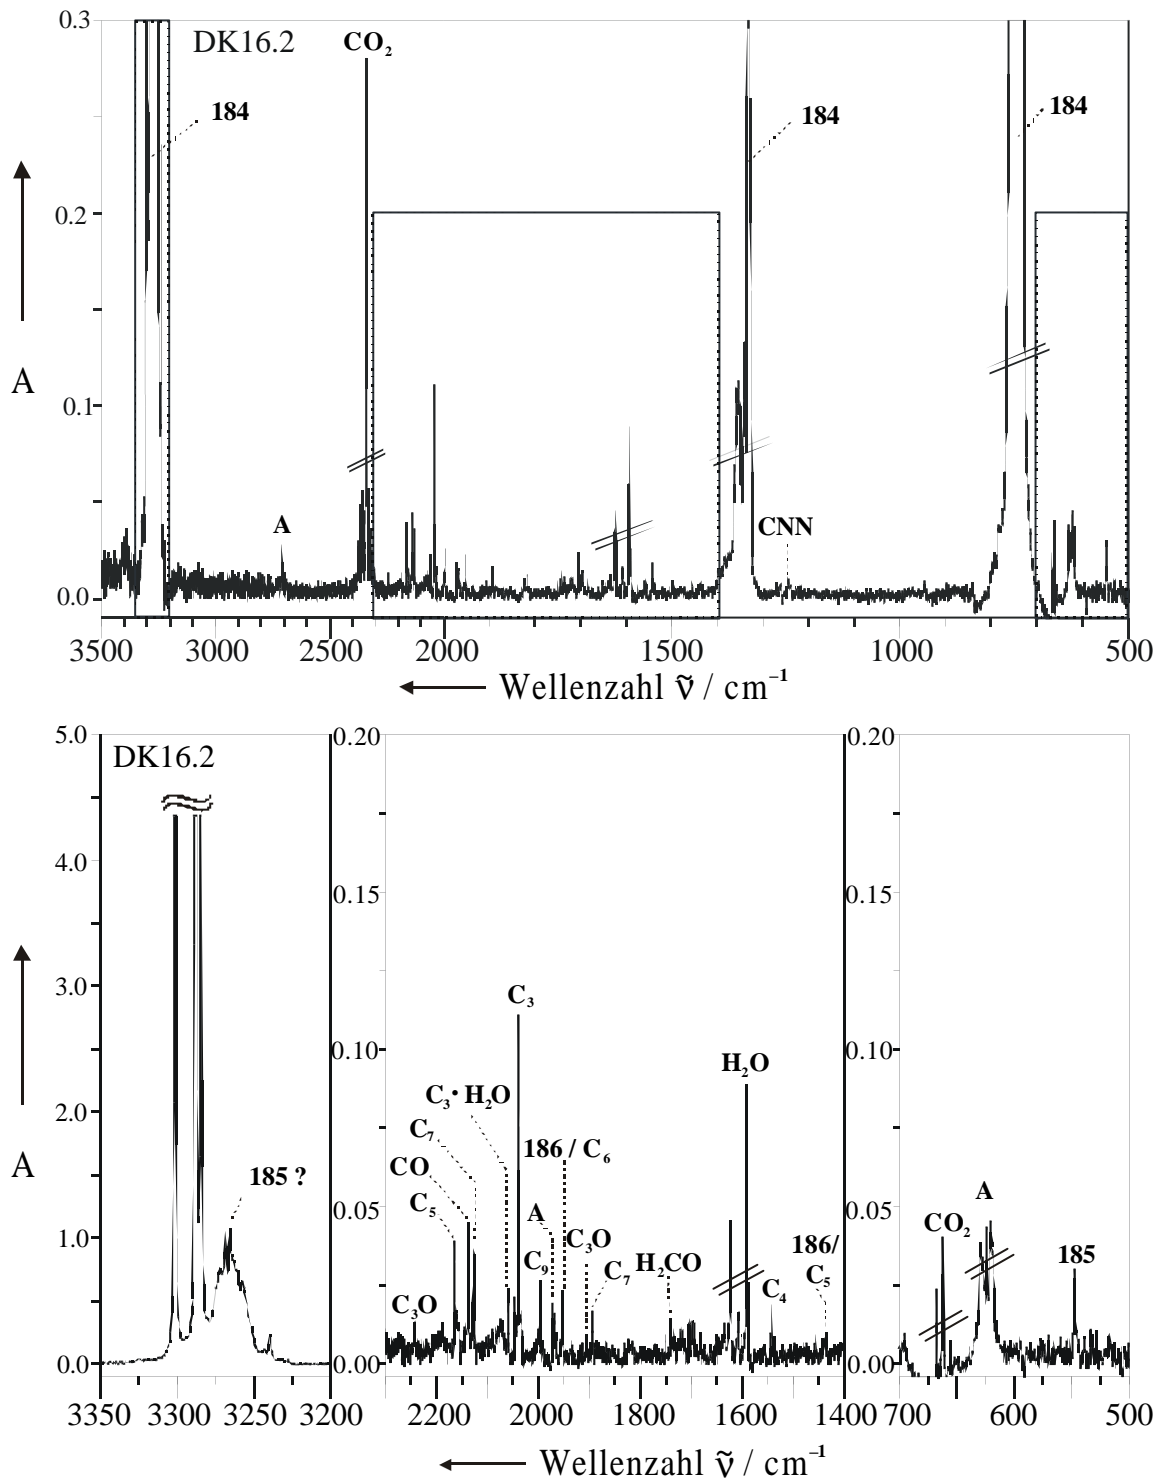 0.3
DK16.2
CO₂
184
184
184
0.2
A
0.1
A
CNN
0.0
3500 3000 2500 2000 1500 1000 500
Wellenzahl ṽ / cm⁻¹
5.0
DK16.2
0.20
0.20
4.0
0.15
0.15
3.0
C₃
0.10
0.10
H₂O
C₃· H₂O
2.0
C₇
186 / C₆
A
CO
185 ?
C₅
A
0.05
0.05
A
CO₂
1.0
C₃O
C₉
C₇
H₂CO
186/
C₅
185
C₃O
C₄
0.0
0.00
0.00
3350 3300 3250 3200
2200 2000 1800 1600 1400
700 600 500
Wellenzahl ṽ / cm⁻¹